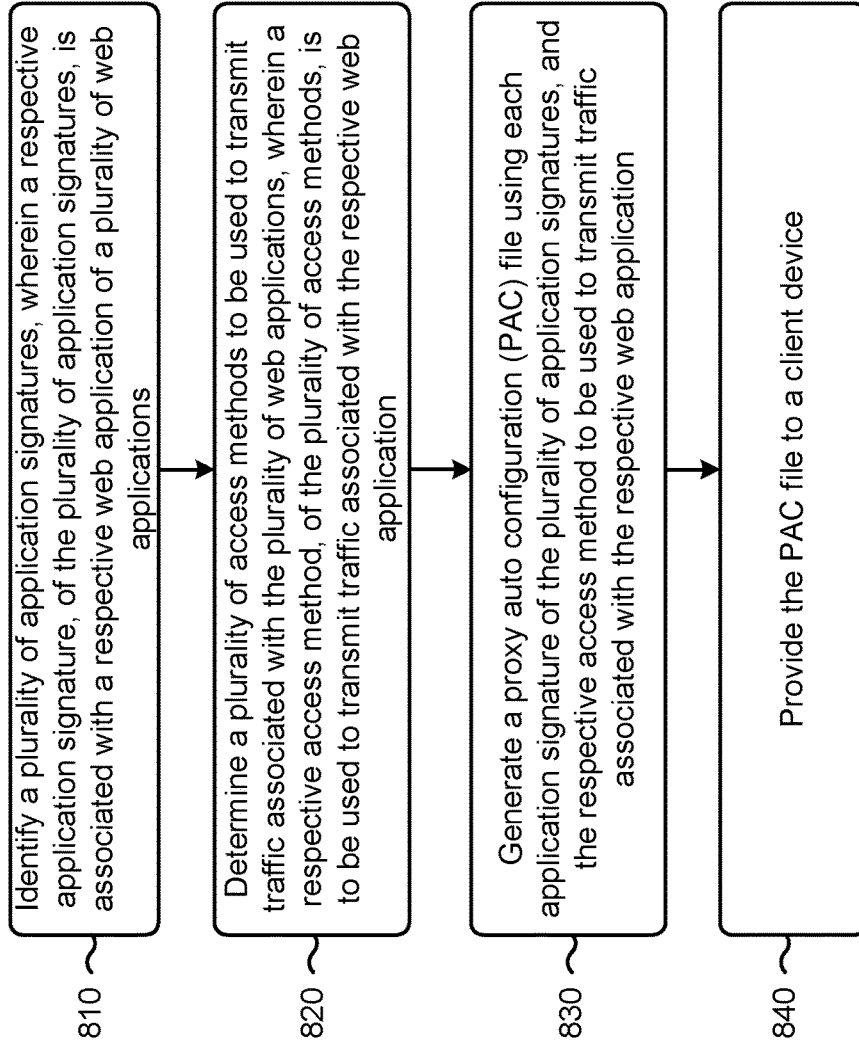 810
Identify a plurality of application signatures, wherein a respective
application signature, of the plurality of application signatures, is
associated with a respective web application of a plurality of web
applications
820
Determine a plurality of access methods to be used to transmit
traffic associated with the plurality of web applications, wherein a
respective access method, of the plurality of access methods, is
to be used to transmit traffic associated with the respective web
application
830
Generate a proxy auto configuration (PAC) file using each
application signature of the plurality of application signatures, and
the respective access method to be used to transmit traffic
associated with the respective web application
840
Provide the PAC file to a client device